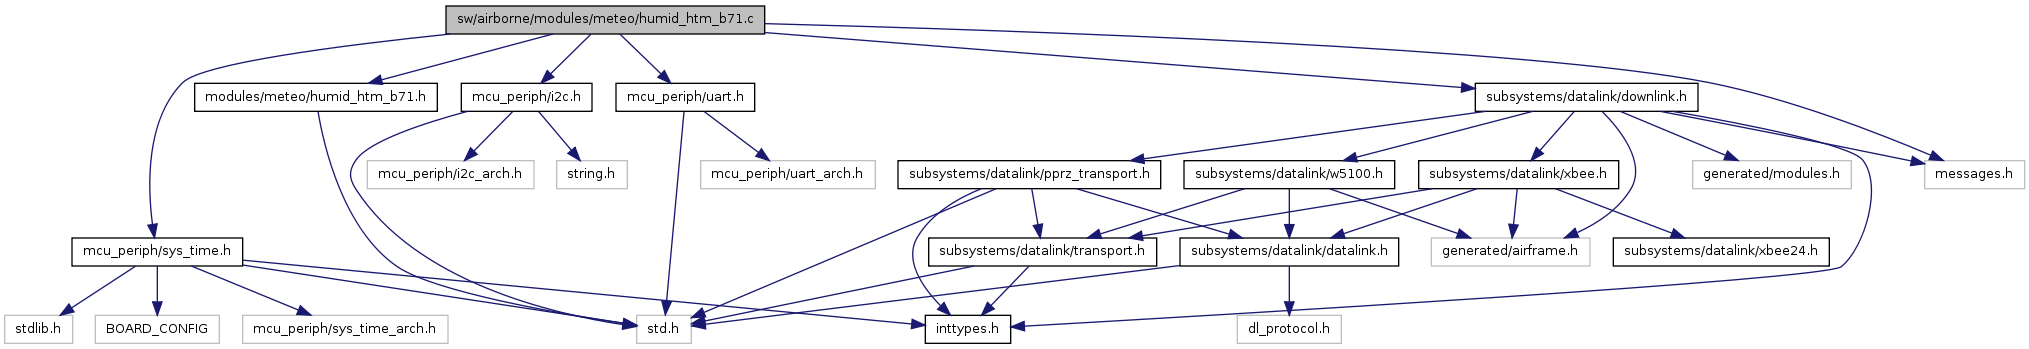 sw/airborne/modules/meteo/humid_htm_b71.c
modules/meteo/humid_htm_b71.h
mcu_periph/i2c.h
mcu_periph/uart.h
subsystems/datalink/downlink.h
mcu_periph/i2c_arch.h
string.h
mcu_periph/uart_arch.h
subsystems/datalink/pprz_transport.h
subsystems/datalink/w5100.h
subsystems/datalink/xbee.h
generated/modules.h
messages.h
mcu_periph/sys_time.h
subsystems/datalink/transport.h
subsystems/datalink/datalink.h
generated/airframe.h
subsystems/datalink/xbee24.h
stdlib.h
BOARD_CONFIG
mcu_periph/sys_time_arch.h
std.h
inttypes.h
dl_protocol.h